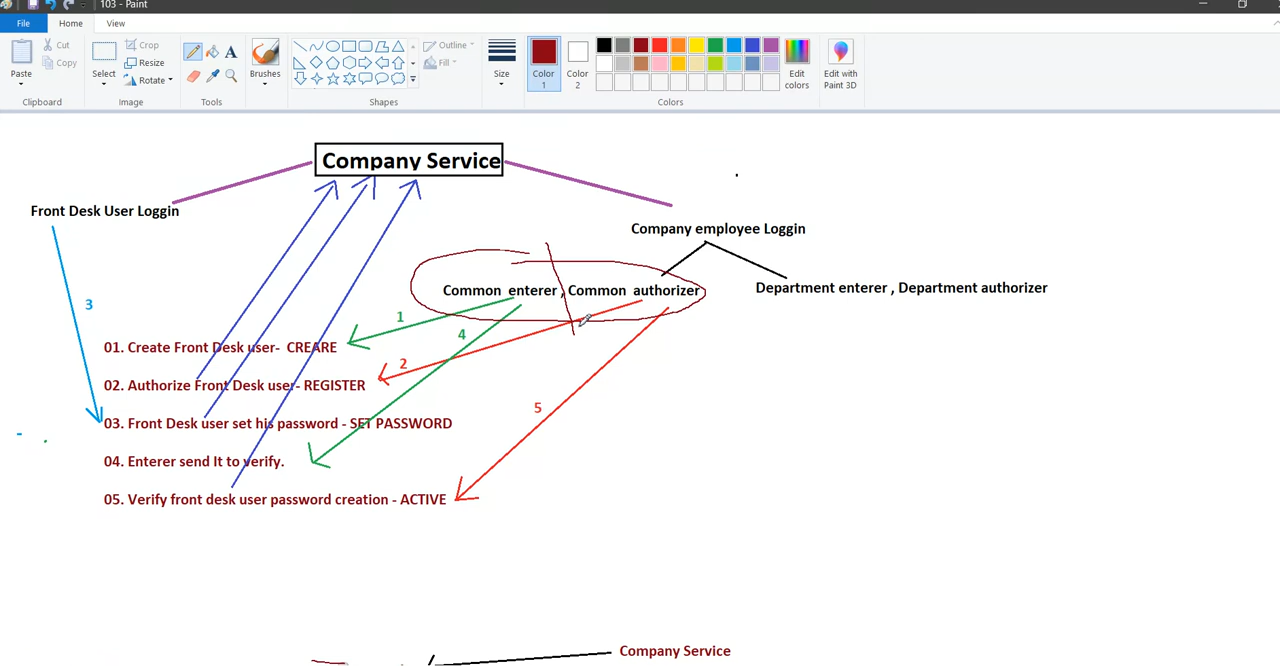 103 - Paint
File Home View
Paste
Cut
Copy
Clipboard
Select
Crop
Resize
Rotate
Image
Tools
Brushes
Shapes
Outline
Fill
Size
Color 1
Color 2
Colors
Edit colors
Edit with Paint 3D
Company Service
Front Desk User Loggin
Company employee Loggin
Common enterer , Common authorizer
Department enterer , Department authorizer
3
1
4
01. Create Front Desk user- CREARE
2
02. Authorize Front Desk user- REGISTER
5
03. Front Desk user set his password - SET PASSWORD
04. Enterer send It to verify.
05. Verify front desk user password creation - ACTIVE
Company Service